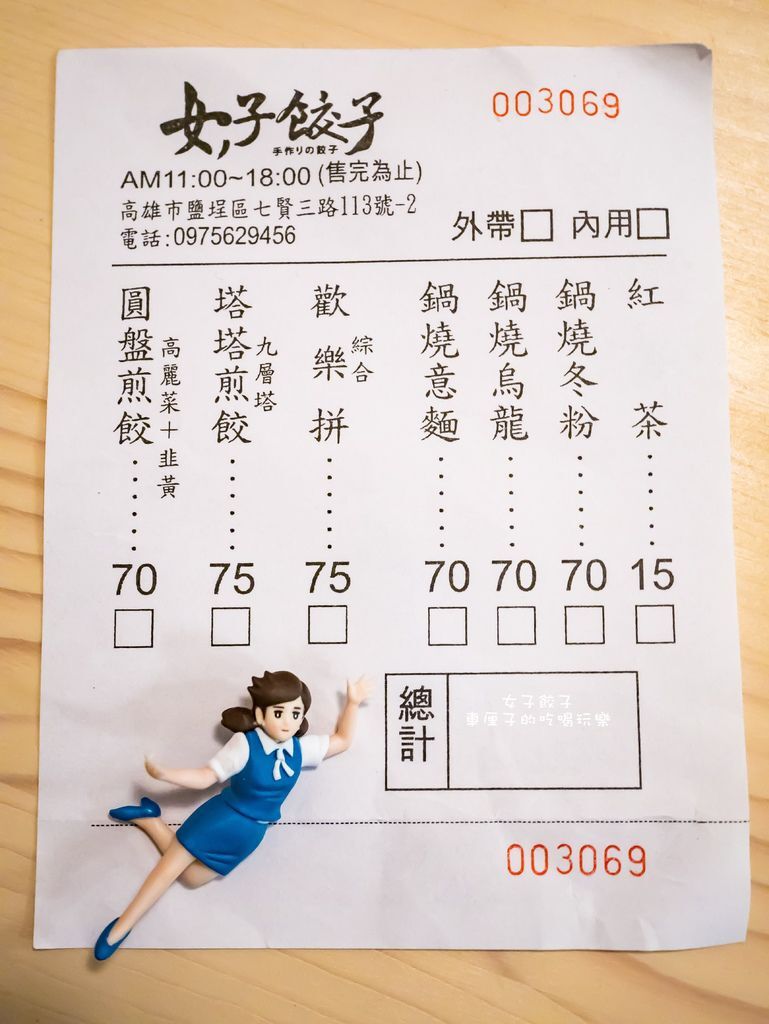 女子餃子
手作りの餃子
003069
AM11:00~18:00 (售完為止)
高雄市鹽埕區七賢三路113號-2
電話:0975629456
外帶□ 內用□
圓盤煎餃 高麗菜+韭黃......70 □
塔塔煎餃 九層塔......75 □
歡樂拼 綜合......75 □
鍋燒意麵......70 □
鍋燒烏龍......70 □
鍋燒冬粉......70 □
紅茶......15 □
總計
女子餃子
車厘子的吃喝玩樂
003069